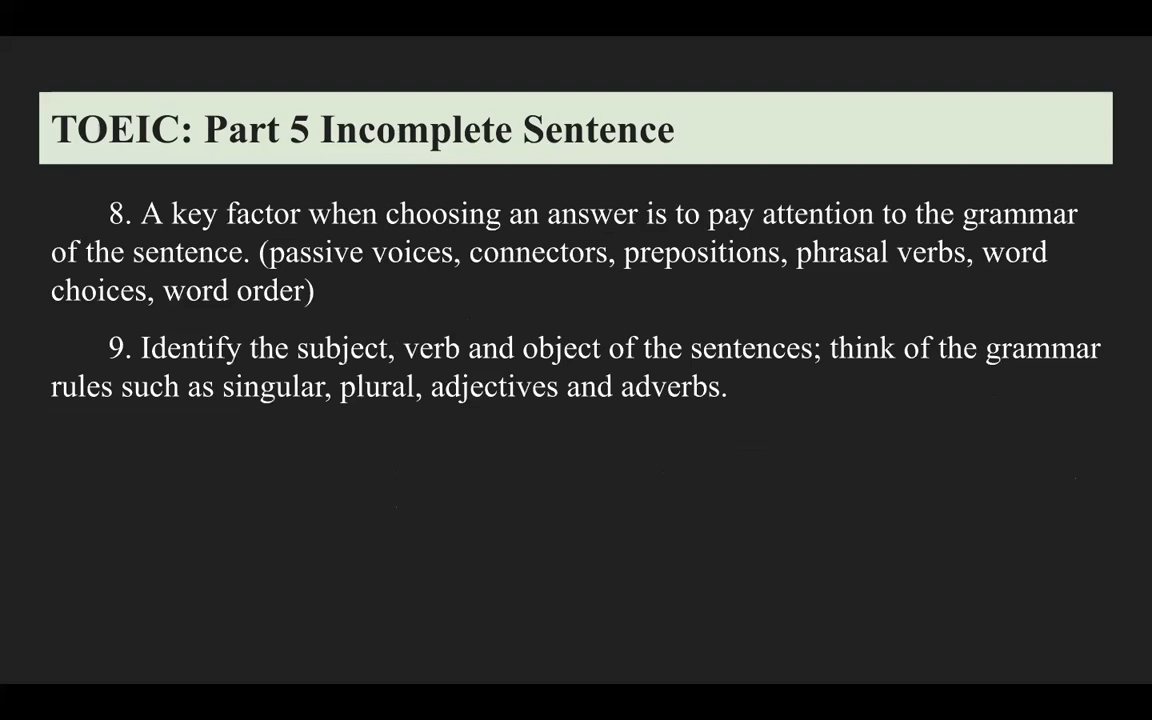 TOEIC: Part 5 Incomplete Sentence
8. A key factor when choosing an answer is to pay attention to the grammar
of the sentence. (passive voices, connectors, prepositions, phrasal verbs, word
choices, word order)
9. Identify the subject, verb and object of the sentences; think of the grammar
rules such as singular, plural, adjectives and adverbs.